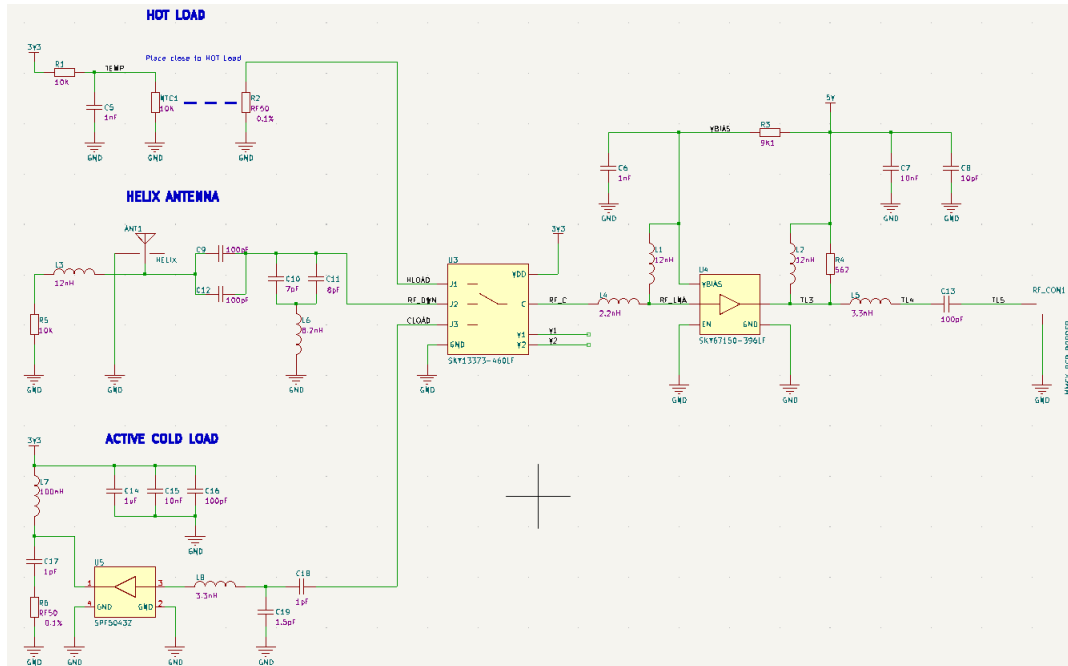 HOT LOAD
3V3
R1
10K
TEMP
Place close to HOT Load
C5
1nF
NTC1
10K
R2
RF50
0.1%
GND
GND
GND
5V
VBIAS
R3
9K1
C6
1nF
C7
10nF
C8
10pF
GND
GND
GND
HELIX ANTENNA
ANT1
HELIX
L3
12nH
C9
100pF
C12
100pF
C10
7pF
C11
8pF
L6
8.2nH
R5
10K
GND
GND
GND
3V3
U3
HLOAD
J1
J2
CLOAD
J3
GND
VDD
C
V1
V2
RF_C
V1
V2
SKY13373-460LF
GND
L4
2.2nH
RF_LNA
L1
12nH
U4
VBIAS
EN
GND
SKY67150-396LF
GND
GND
L2
12nH
R4
562
TL3
L5
3.3nH
TL4
C13
100pF
TL5
RF_CON1
GND
ACTIVE COLD LOAD
3V3
L7
100nH
C14
1uF
C15
10nF
C16
100pF
GND
C17
1pF
R6
RF50
0.1%
U5
1
3
4
GND
GND
2
SPF5043Z
L8
3.3nH
C18
1pF
C19
1.5pF
GND
GND
GND
GND